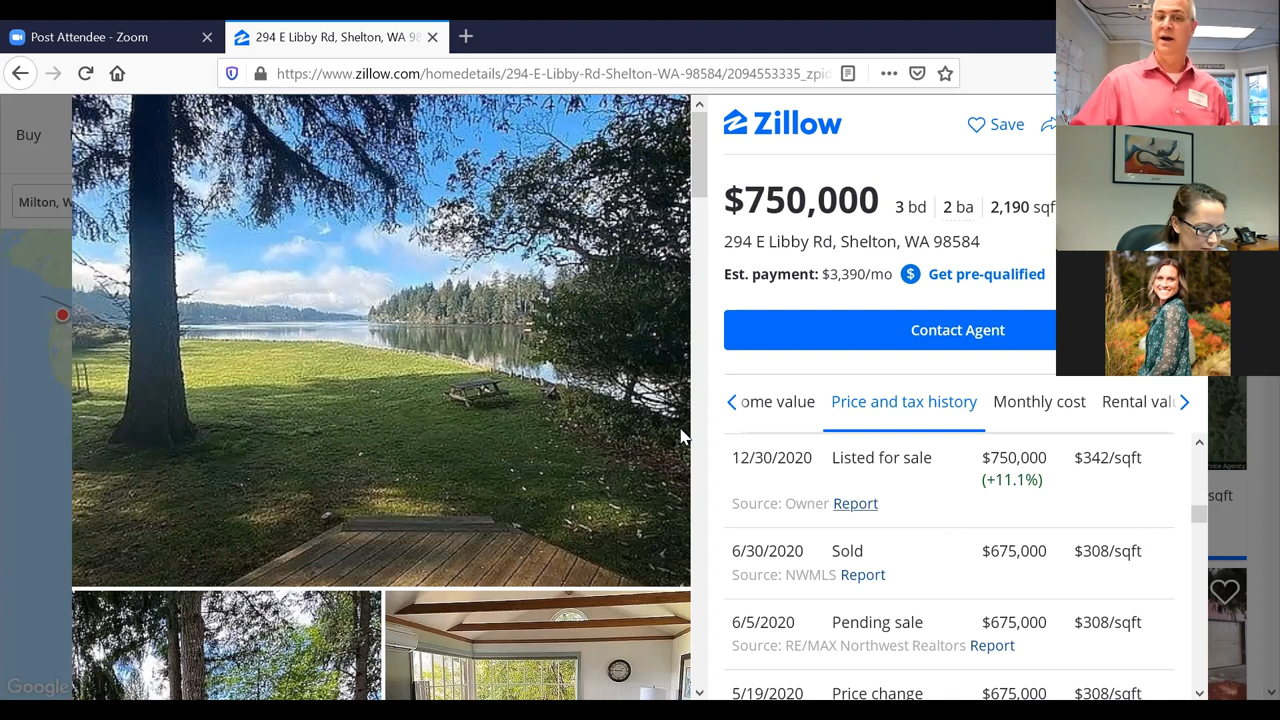 Post Attendee - Zoom
294 E Libby Rd, Shelton, WA 98
https://www.zillow.com/homedetails/294-E-Libby-Rd-Shelton-WA-98584/2094553335_zpid
Buy
Milton, W
Zillow
Save
$750,000 3 bd 2 ba 2,190 sqf
294 E Libby Rd, Shelton, WA 98584
Est. payment: $3,390/mo $ Get pre-qualified
Contact Agent
ome value Price and tax history Monthly cost Rental valu
12/30/2020 Listed for sale $750,000 $342/sqft
(+11.1%)
Source: Owner Report
6/30/2020 Sold $675,000 $308/sqft
Source: NWMLS Report
6/5/2020 Pending sale $675,000 $308/sqft
Source: RE/MAX Northwest Realtors Report
5/19/2020 Price change $675,000 $308/sqft
vice Agency
sqft
Google